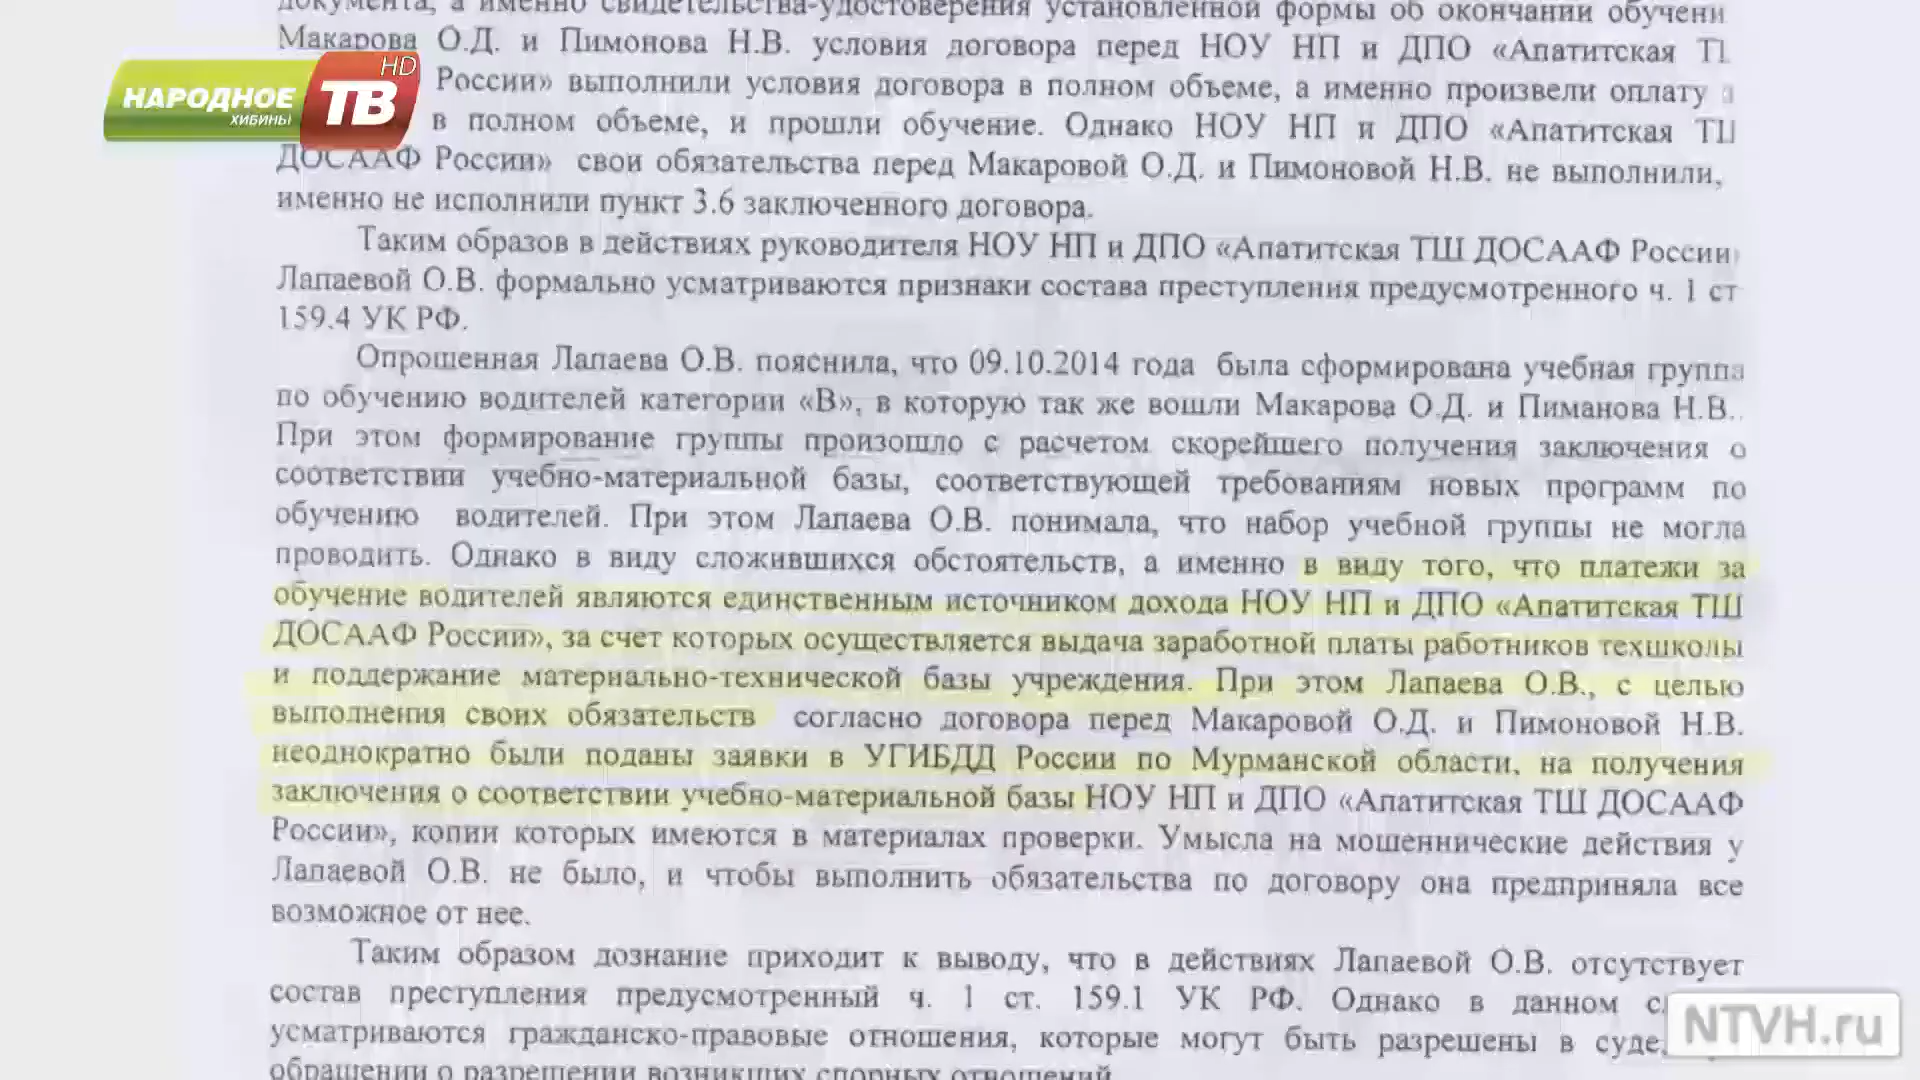 документа, а именно свидетельства-удостоверения установленной формы об окончании обучени
Макарова О.Д. и Пимонова Н.В. условия договора перед НОУ НП и ДПО «Апатитская
НАРОДНОЕ ХИБИНЫ ТВ HD
России» выполнили условия договора в полном объеме, а именно произвели оплату
в полном объеме, и прошли обучение. Однако НОУ НП и ДПО «Апатитская ТШ
ДОСААФ России» свои обязательства перед Макаровой О.Д. и Пимоновой Н.В. не выполнили,
именно не исполнили пункт 3.6 заключенного договора.
Таким образов в действиях руководителя НОУ НП и ДПО «Апатитская ТШ ДОСААФ России
Лапаевой О.В. формально усматриваются признаки состава преступления предусмотренного ч. 1 ст
159.4 УК РФ.
Опрошенная Лапаева О.В. пояснила, что 09.10.2014 года была сформирована учебная группа
по обучению водителей категории «В», в которую так же вошли Макарова О.Д. и Пиманова Н.В..
При этом формирование группы произошло с расчетом скорейшего получения заключения о
соответствии учебно-материальной базы, соответствующей требованиям новых программ по
обучению водителей. При этом Лапаева О.В. понимала, что набор учебной группы не могла
проводить. Однако в виду сложившихся обстоятельств, а именно в виду того, что платежи за
обучение водителей являются единственным источником дохода НОУ НП и ДПО «Апатитская ТШ
ДОСААФ России», за счет которых осуществляется выдача заработной платы работников техшколы
и поддержание материально-технической базы учреждения. При этом Лапаева О.В., с целью
выполнения своих обязательств согласно договора перед Макаровой О.Д. и Пимоновой Н.В.
неоднократно были поданы заявки в УГИБДД России по Мурманской области, на получения
заключения о соответствии учебно-материальной базы НОУ НП и ДПО «Апатитская ТШ ДОСААФ
России», копии которых имеются в материалах проверки. Умысла на мошеннические действия у
Лапаевой О.В. не было, и чтобы выполнить обязательства по договору она предприняла все
возможное от нее.
Таким образом дознание приходит к выводу, что в действиях Лапаевой О.В. отсутствует
состав преступления предусмотренный ч. 1 ст. 159.1 УК РФ. Однако в данном
усматриваются гражданско-правовые отношения, которые могут быть разрешены в суде,
обращении о разрешении возникших спорных отношений.
NTVH.ru